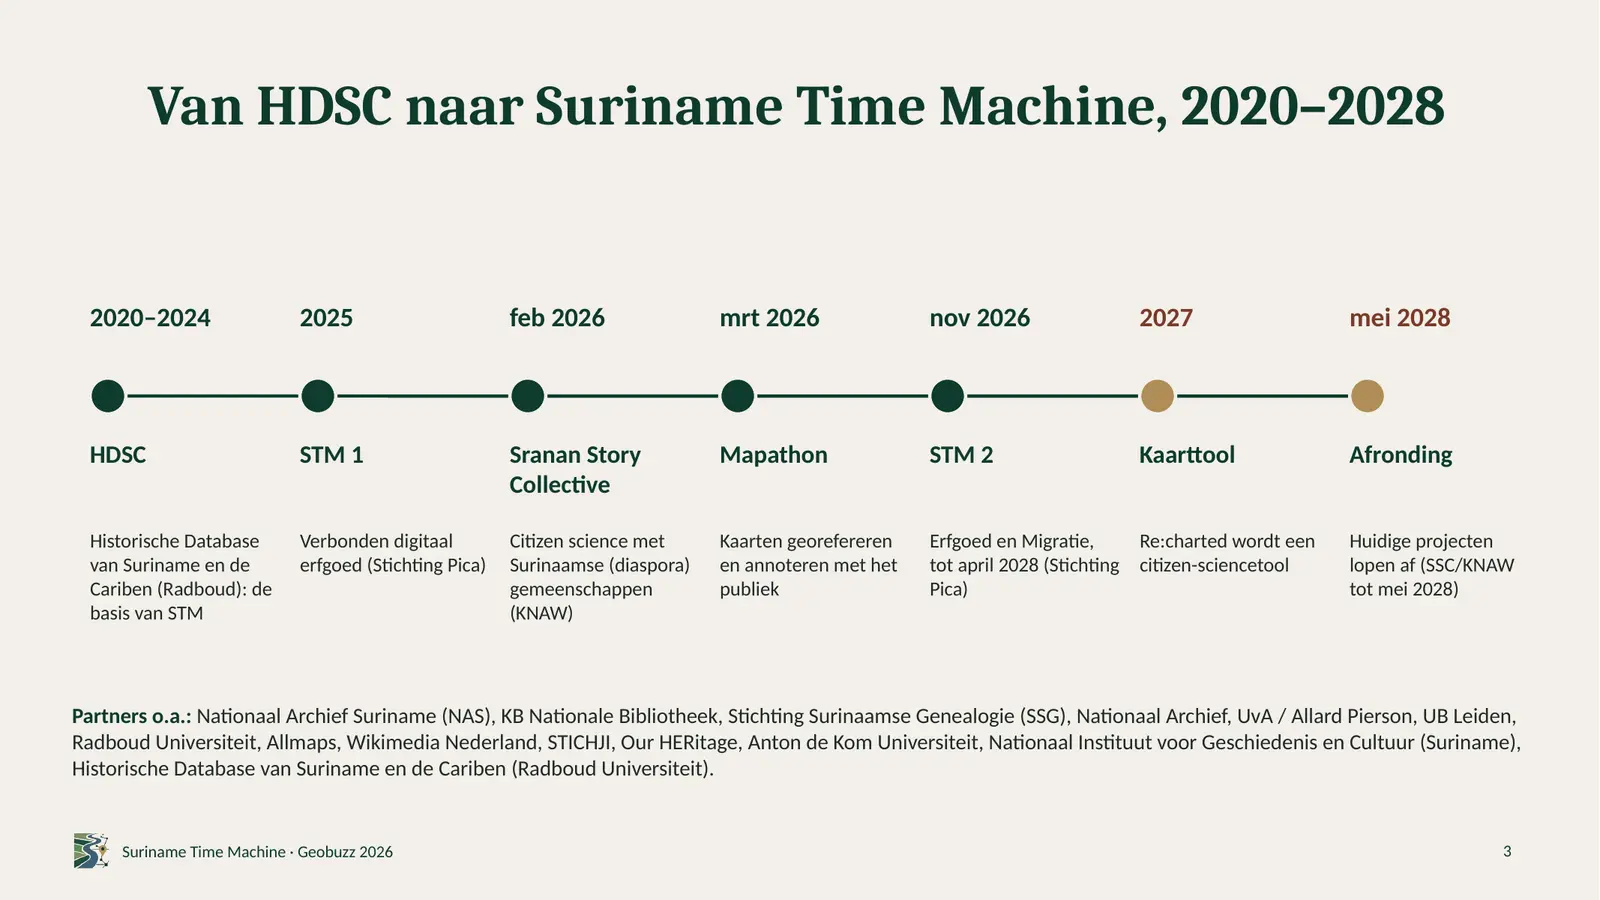 Van HDSC naar Suriname Time Machine, 2020–2028
2020–2024
2025
feb 2026
mrt 2026
nov 2026
2027
mei 2028
HDSC
STM 1
Sranan Story
Collective
Mapathon
STM 2
Kaarttool
Afronding
Historische Database
van Suriname en de
Cariben (Radboud): de
basis van STM
Verbonden digitaal
erfgoed (Stichting Pica)
Citizen science met
Surinaamse (diaspora)
gemeenschappen
(KNAW)
Kaarten georefereren
en annoteren met het
publiek
Erfgoed en Migratie,
tot april 2028 (Stichting
Pica)
Re:charted wordt een
citizen-sciencetool
Huidige projecten
lopen af (SSC/KNAW
tot mei 2028)
Partners o.a.: Nationaal Archief Suriname (NAS), KB Nationale Bibliotheek, Stichting Surinaamse Genealogie (SSG), Nationaal Archief, UvA / Allard Pierson, UB Leiden,
Radboud Universiteit, Allmaps, Wikimedia Nederland, STICHJI, Our HERitage, Anton de Kom Universiteit, Nationaal Instituut voor Geschiedenis en Cultuur (Suriname),
Historische Database van Suriname en de Cariben (Radboud Universiteit).
Suriname Time Machine · Geobuzz 2026
3